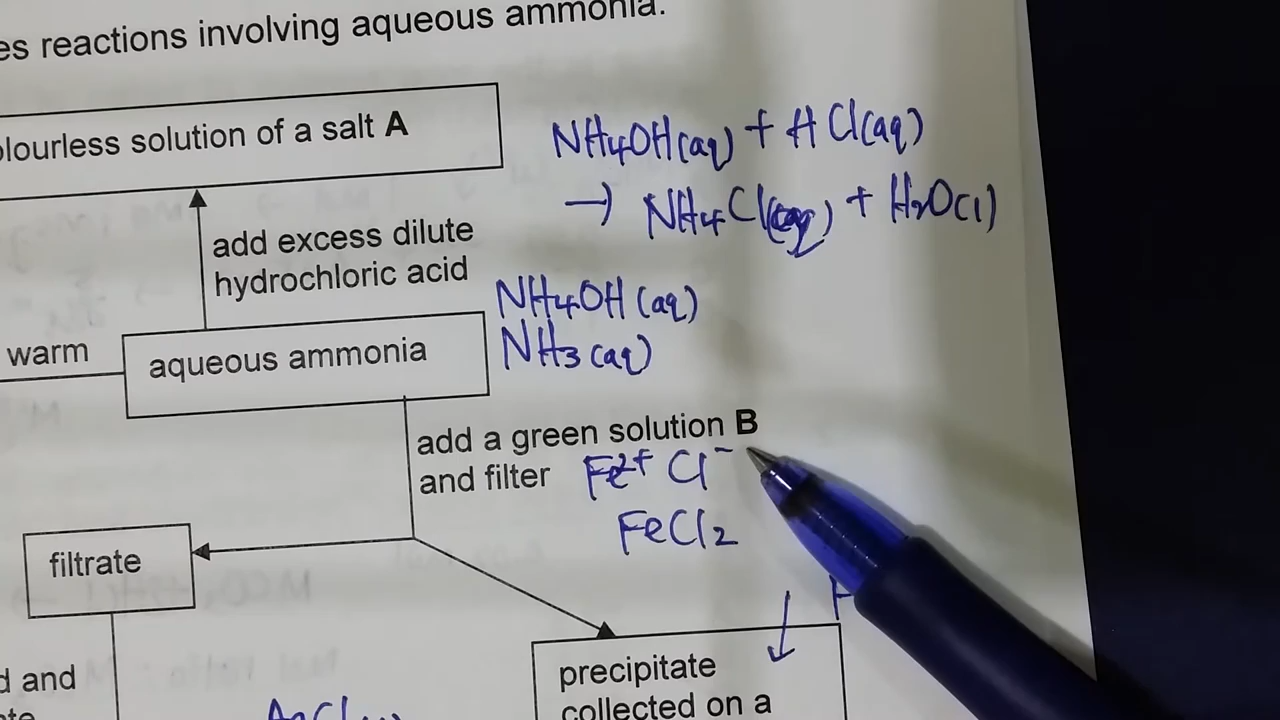 reactions involving aqueous ammonia.
solution of a salt A
NH4OH(aq) + HCl(aq)
→ NH4Cl(aq) + H2O(l)
add excess dilute
hydrochloric acid
NH4OH (aq)
NH3 (aq)
warm
aqueous ammonia
add a green solution B
and filter
Fe2+ Cl-
FeCl2
filtrate
precipitate
collected on a
and